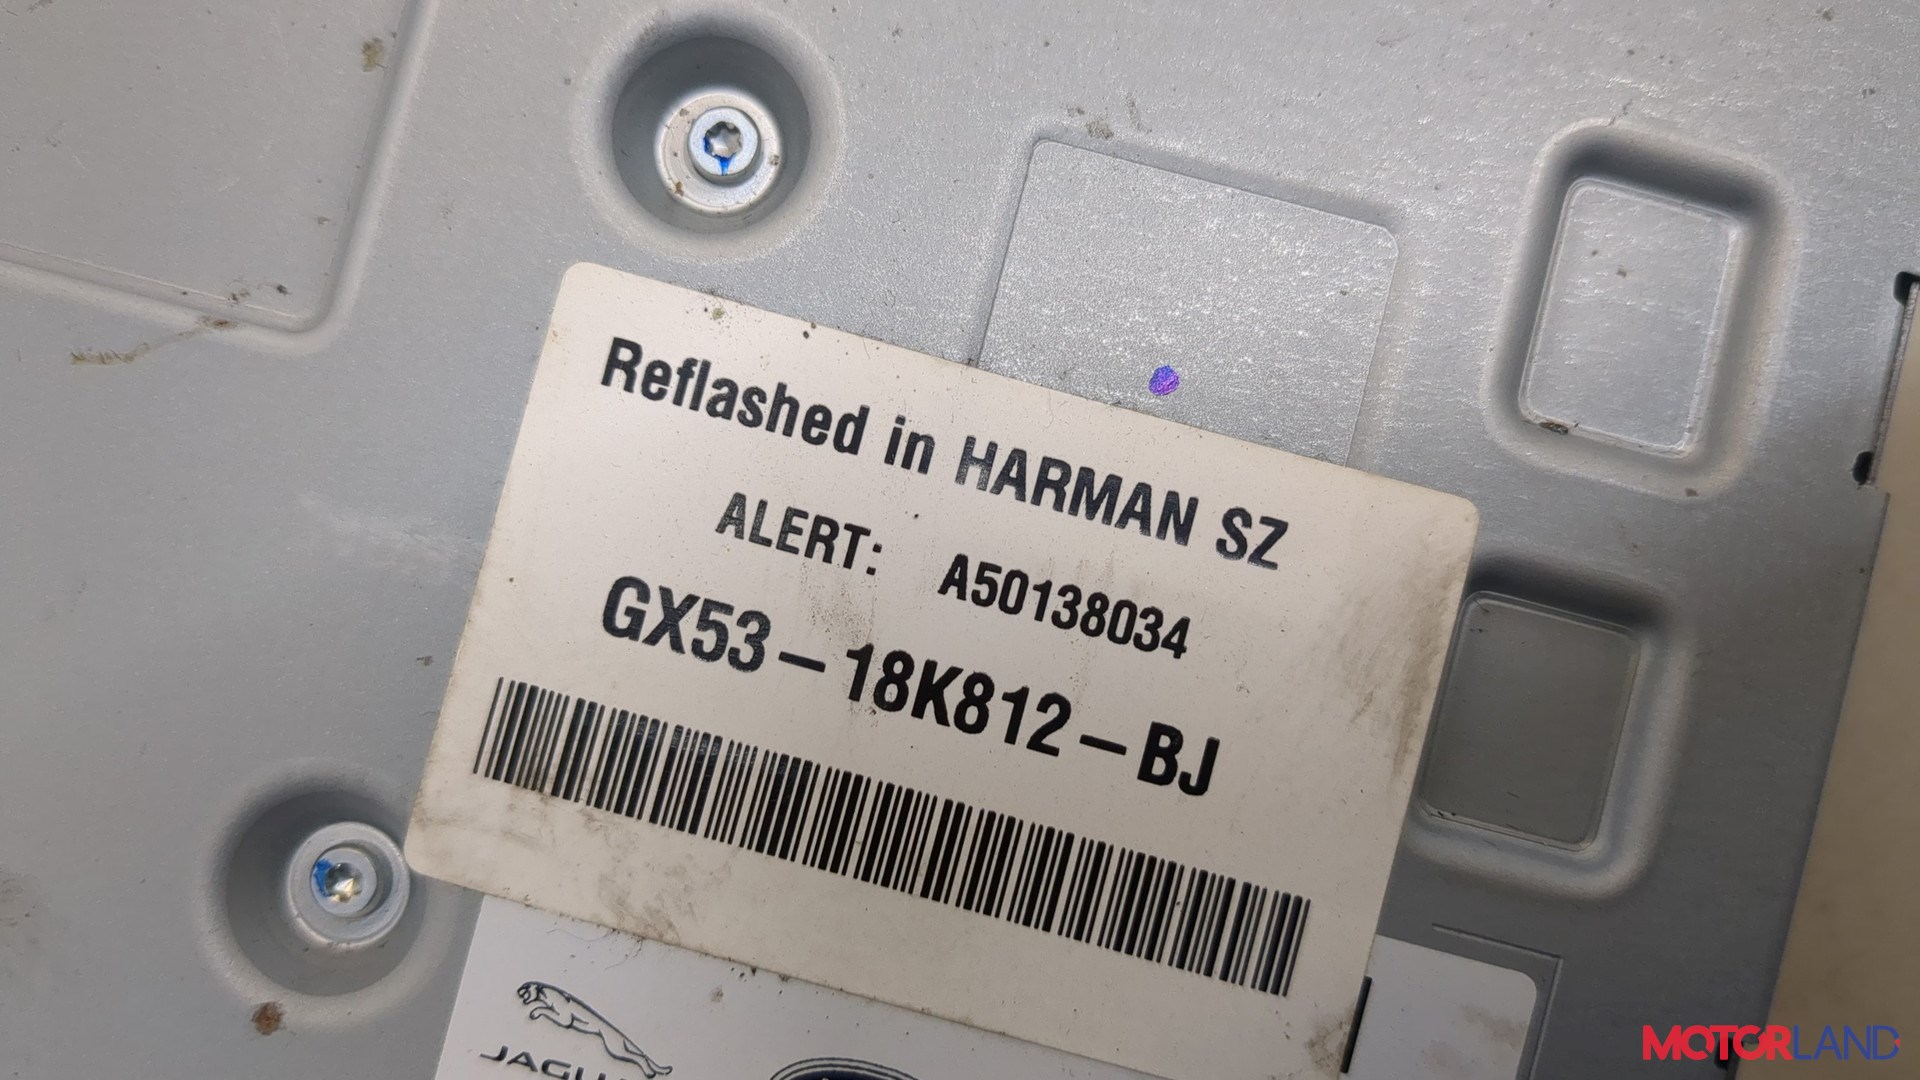 Reflashed in HARMAN SZ
ALERT: A50138034
GX53-18K812-BJ
MOTORLAND